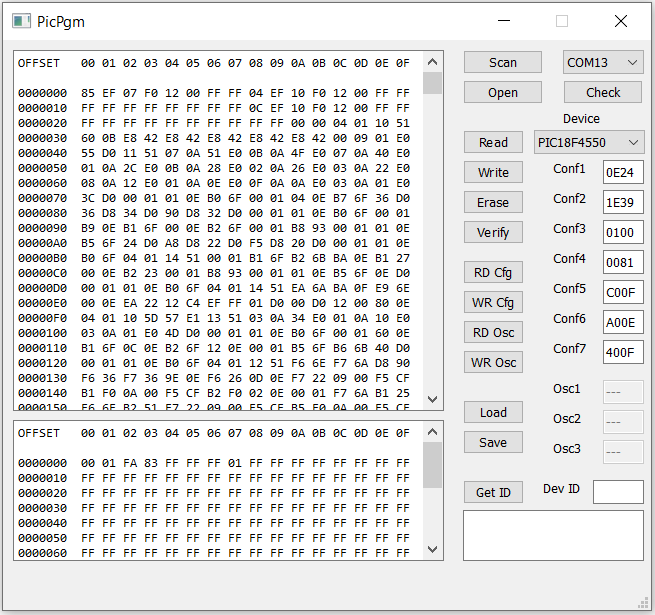 PicPgm
OFFSET 00 01 02 03 04 05 06 07 08 09 0A 0B 0C 0D 0E 0F
0000000 85 EF 07 F0 12 00 FF FF 04 EF 10 F0 12 00 FF FF
0000010 FF FF FF FF FF FF FF FF 0C EF 10 F0 12 00 FF FF
0000020 FF FF FF FF FF FF FF FF FF FF 00 00 04 01 10 51
0000030 60 0B E8 42 E8 42 E8 42 E8 42 E8 42 00 09 01 E0
0000040 55 D0 11 51 07 0A 51 E0 0B 0A 4F E0 07 0A 40 E0
0000050 01 0A 2C E0 0B 0A 28 E0 02 0A 26 E0 03 0A 22 E0
0000060 08 0A 12 E0 01 0A 0E E0 0F 0A 0A E0 03 0A 01 E0
0000070 3C D0 00 01 01 0E B0 6F 00 01 04 0E B7 6F 36 D0
0000080 36 D8 34 D0 90 D8 32 D0 00 01 01 0E B0 6F 00 01
0000090 B9 0E B1 6F 00 0E B2 6F 00 01 B8 93 00 01 01 0E
00000A0 B5 6F 24 D0 A8 D8 22 D0 F5 D8 20 D0 00 01 01 0E
00000B0 B0 6F 04 01 14 51 00 01 B1 6F B2 6B BA 0E B1 27
00000C0 00 0E B2 23 00 01 B8 93 00 01 01 0E B5 6F 0E D0
00000D0 00 01 01 0E B0 6F 04 01 14 51 EA 6A BA 0F E9 6E
00000E0 00 0E EA 22 12 C4 EF FF 01 D0 00 D0 12 00 80 0E
00000F0 04 01 10 5D 57 E1 13 51 03 0A 34 E0 01 0A 10 E0
0000100 03 0A 01 E0 4D D0 00 01 01 0E B0 6F 00 01 60 0E
0000110 B1 6F 0C 0E B2 6F 12 0E 00 01 B5 6F B6 6B 40 D0
0000120 00 01 01 0E B0 6F 04 01 12 51 F6 6E F7 6A D8 90
0000130 F6 36 F7 36 9E 0E F6 26 0D 0E F7 22 09 00 F5 CF
0000140 B1 F0 0A 00 F5 CF B2 F0 02 0E 00 01 F7 6A B1 25
0000150 F6 6E B2 51 F7 22 09 00 F5 CF B5 F0 0A 00 F5 CF
OFFSET 00 01 02 03 04 05 06 07 08 09 0A 0B 0C 0D 0E 0F
0000000 00 01 FA 83 FF FF FF 01 FF FF FF FF FF FF FF FF
0000010 FF FF FF FF FF FF FF FF FF FF FF FF FF FF FF FF
0000020 FF FF FF FF FF FF FF FF FF FF FF FF FF FF FF FF
0000030 FF FF FF FF FF FF FF FF FF FF FF FF FF FF FF FF
0000040 FF FF FF FF FF FF FF FF FF FF FF FF FF FF FF FF
0000050 FF FF FF FF FF FF FF FF FF FF FF FF FF FF FF FF
0000060 FF FF FF FF FF FF FF FF FF FF FF FF FF FF FF FF
Scan COM13
Open Check
Device
Read PIC18F4550
Write Conf1 0E24
Erase Conf2 1E39
Verify Conf3 0100
RD Cfg Conf4 0081
WR Cfg Conf5 C00F
RD Osc Conf6 A00E
WR Osc Conf7 400F
Osc1 ---
Load Osc2 ---
Save Osc3 ---
Get ID Dev ID